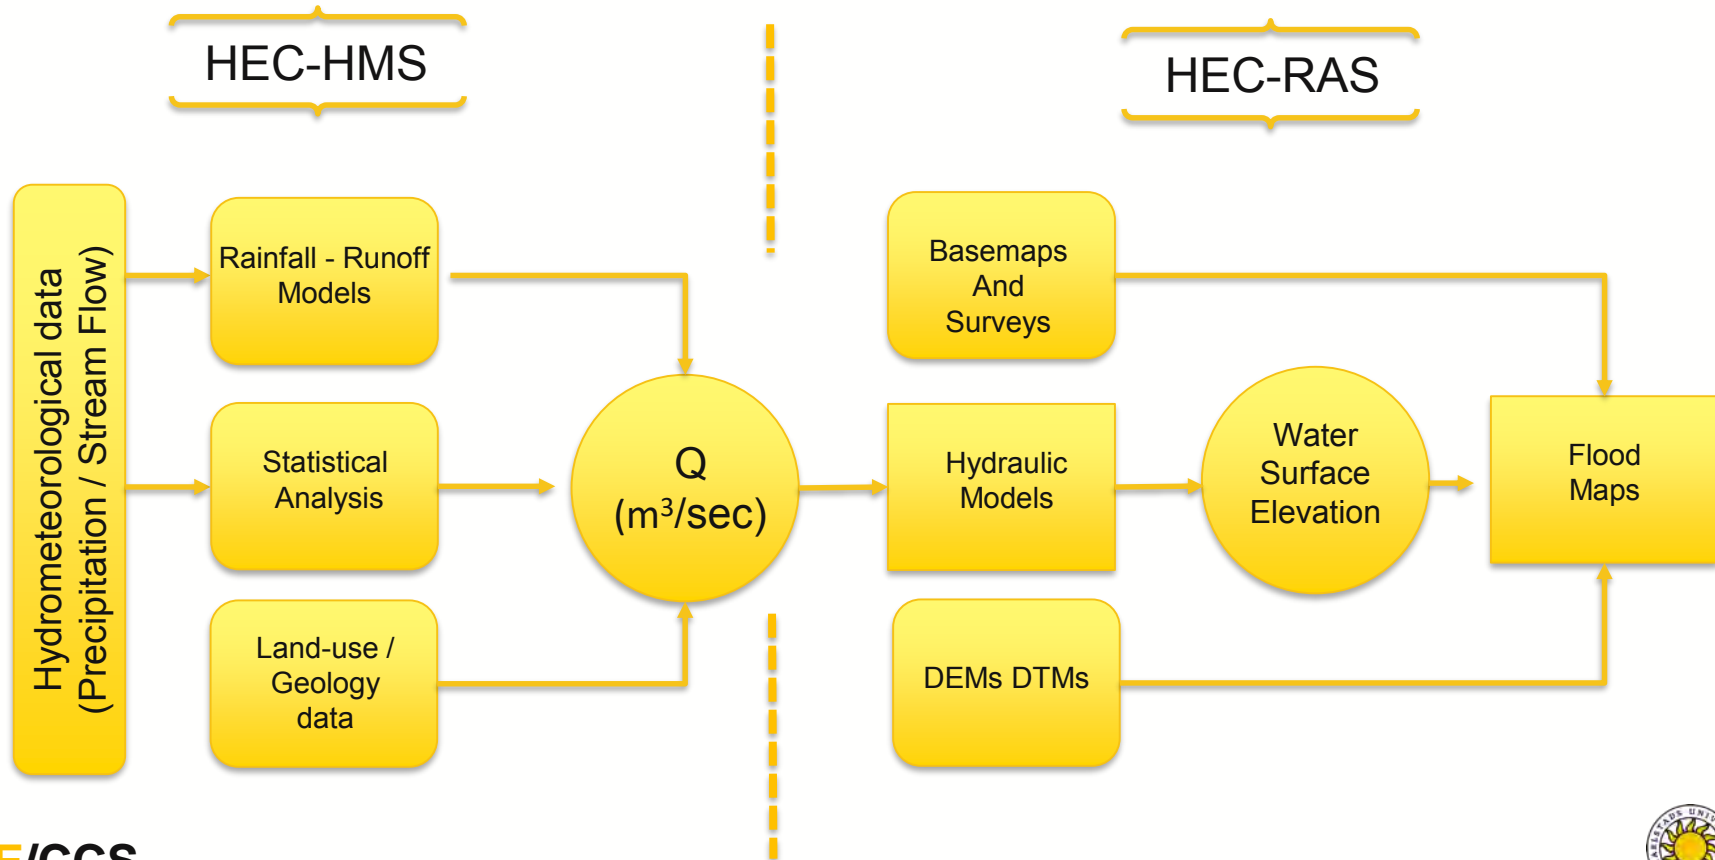 HEC-HMS
HEC-RAS
Hydrometeorological data
(Precipitation / Stream Flow)
Rainfall - Runoff
Models
Statistical
Analysis
Land-use /
Geology
data
Q
(m³/sec)
Basemaps
And
Surveys
Hydraulic
Models
DEMs DTMs
Water
Surface
Elevation
Flood
Maps
/CCS